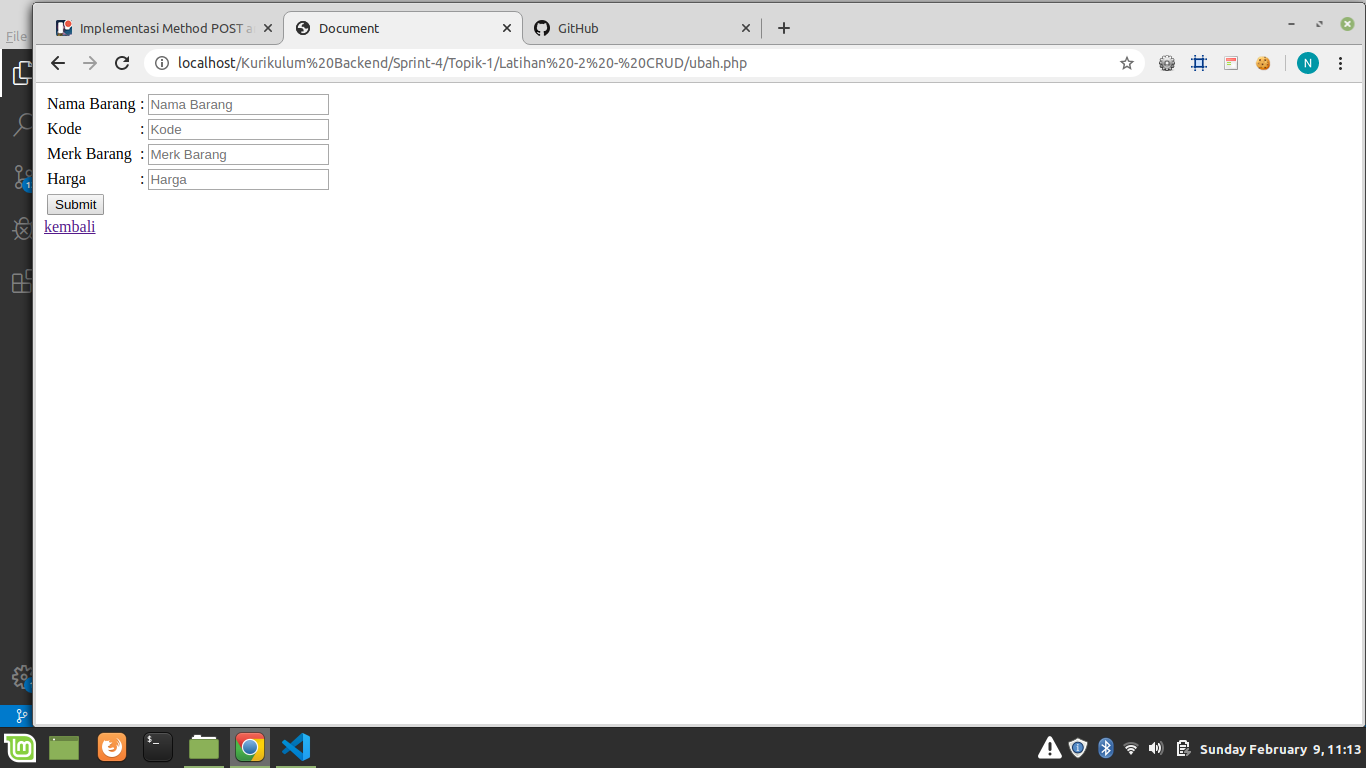 File
Implementasi Method POST a
Document
GitHub
localhost/Kurikulum%20Backend/Sprint-4/Topik-1/Latihan%20-2%20-%20CRUD/ubah.php
N
Nama Barang : Nama Barang
Kode : Kode
Merk Barang : Merk Barang
Harga : Harga
Submit
kembali
Sunday February 9, 11:13